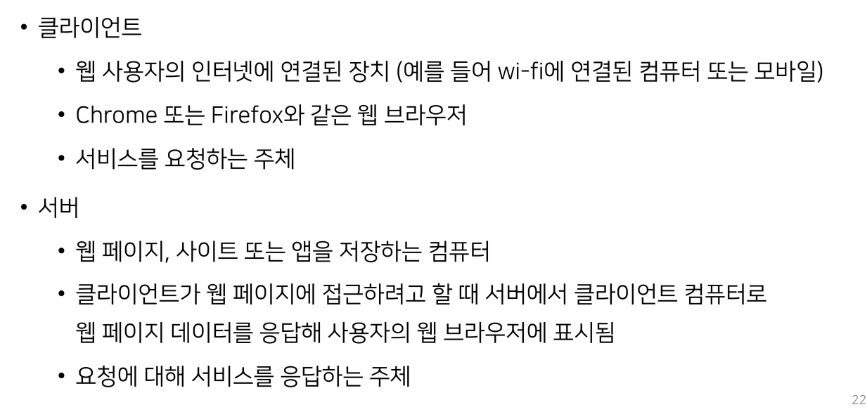 • 클라이언트
• 웹 사용자의 인터넷에 연결된 장치 (예를 들어 wi-fi에 연결된 컴퓨터 또는 모바일)
• Chrome 또는 Firefox와 같은 웹 브라우저
• 서비스를 요청하는 주체
• 서버
• 웹 페이지, 사이트 또는 앱을 저장하는 컴퓨터
• 클라이언트가 웹 페이지에 접근하려고 할 때 서버에서 클라이언트 컴퓨터로
웹 페이지 데이터를 응답해 사용자의 웹 브라우저에 표시됨
• 요청에 대해 서비스를 응답하는 주체
22